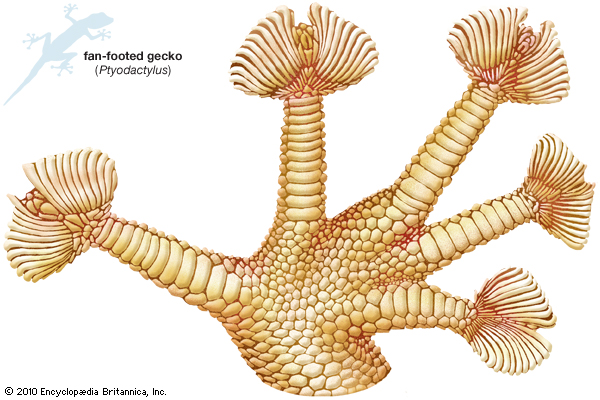 fan-footed gecko
(Ptyodactylus)
© 2010 Encyclopædia Britannica, Inc.